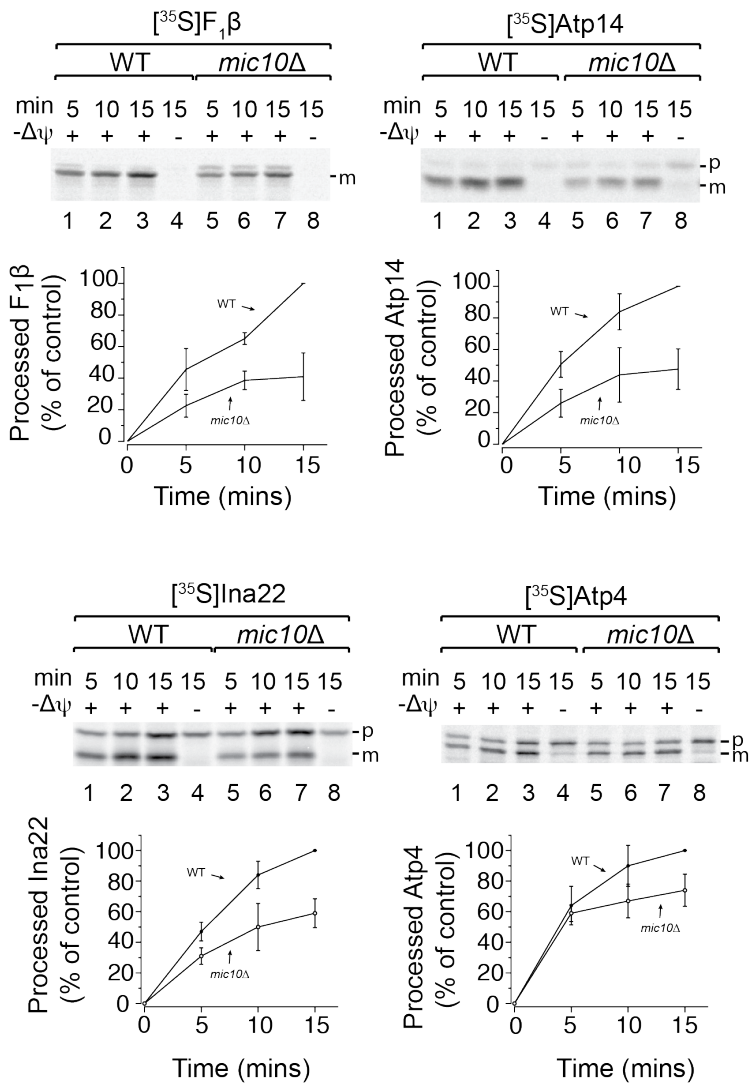 [³⁵S]F₁β
WT mic10Δ
min 5 10 15 15 5 10 15 15
-Δψ + + + - + + + -
m
1 2 3 4 5 6 7 8
Processed F₁β
(% of control)
100
80
60
40
20
0
WT
mic10Δ
0 5 10 15
Time (mins)
[³⁵S]Atp14
WT mic10Δ
min 5 10 15 15 5 10 15 15
-Δψ + + + - + + + -
p
m
1 2 3 4 5 6 7 8
Processed Atp14
(% of control)
100
80
60
40
20
0
WT
mic10Δ
0 5 10 15
Time (mins)
[³⁵S]Ina22
WT mic10Δ
min 5 10 15 15 5 10 15 15
-Δψ + + + - + + + -
p
m
1 2 3 4 5 6 7 8
Processed Ina22
(% of control)
100
80
60
40
20
0
WT
mic10Δ
0 5 10 15
Time (mins)
[³⁵S]Atp4
WT mic10Δ
min 5 10 15 15 5 10 15 15
-Δψ + + + - + + + -
p
m
1 2 3 4 5 6 7 8
Processed Atp4
(% of control)
100
80
60
40
20
0
WT
mic10Δ
0 5 10 15
Time (mins)